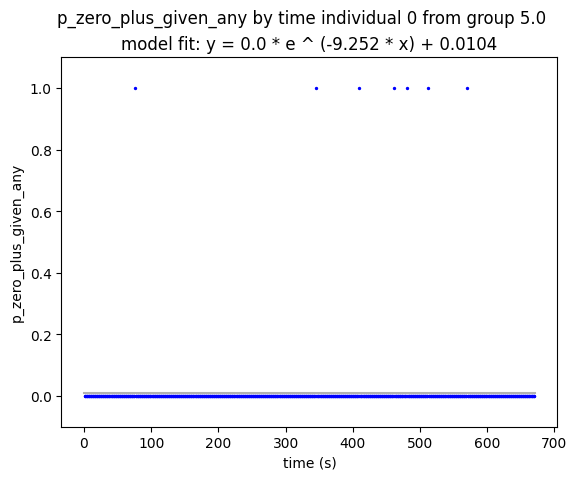 p_zero_plus_given_any by time individual 0 from group 5.0
model fit: y = 0.0 * e ^ (-9.252 * x) + 0.0104
1.0
0.8
0.6
0.4
0.2
0.0
p_zero_plus_given_any
0 100 200 300 400 500 600 700
time (s)